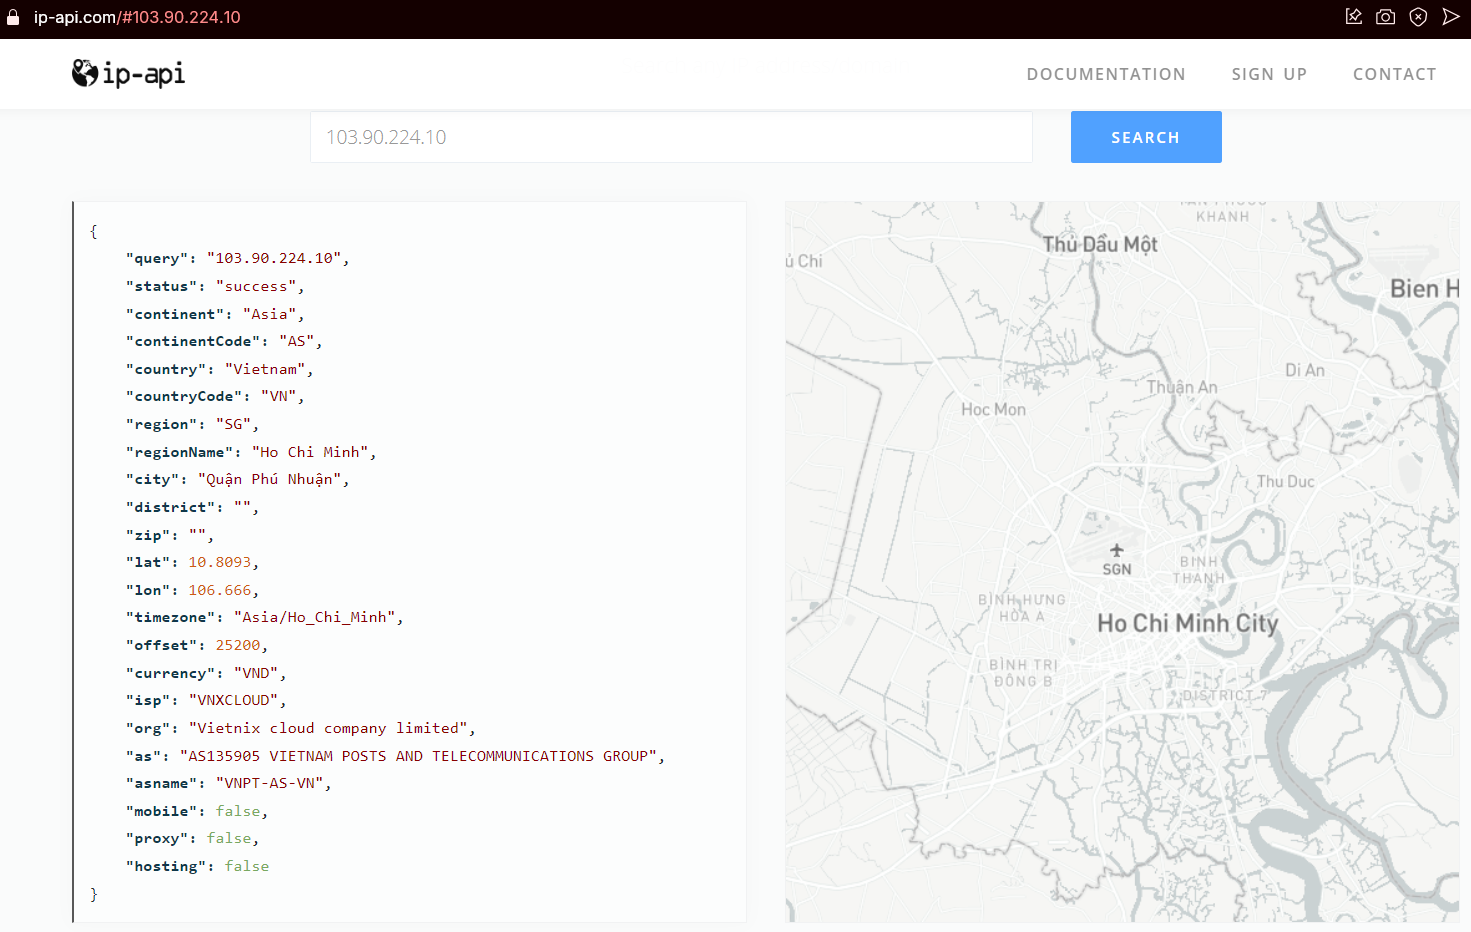 ip-api.com/#103.90.224.10
ip-api
DOCUMENTATION
SIGN UP
CONTACT
103.90.224.10
SEARCH
{
"query": "103.90.224.10",
"status": "success",
"continent": "Asia",
"continentCode": "AS",
"country": "Vietnam",
"countryCode": "VN",
"region": "SG",
"regionName": "Ho Chi Minh",
"city": "Quận Phú Nhuận",
"district": "",
"zip": "",
"lat": 10.8093,
"lon": 106.666,
"timezone": "Asia/Ho_Chi_Minh",
"offset": 25200,
"currency": "VND",
"isp": "VNXCLOUD",
"org": "Vietnix cloud company limited",
"as": "AS135905 VIETNAM POSTS AND TELECOMMUNICATIONS GROUP",
"asname": "VNPT-AS-VN",
"mobile": false,
"proxy": false,
"hosting": false
}
KHANH
Thủ Dầu Một
Chi
Bien H
Di An
Thuận An
Hoc Mon
Thu Duc
SGN
BINH
THANH
BÌNH HƯNG
HÒA A
Ho Chi Minh City
BÌNH TRI
ĐÔNG B
DISTRICT 7